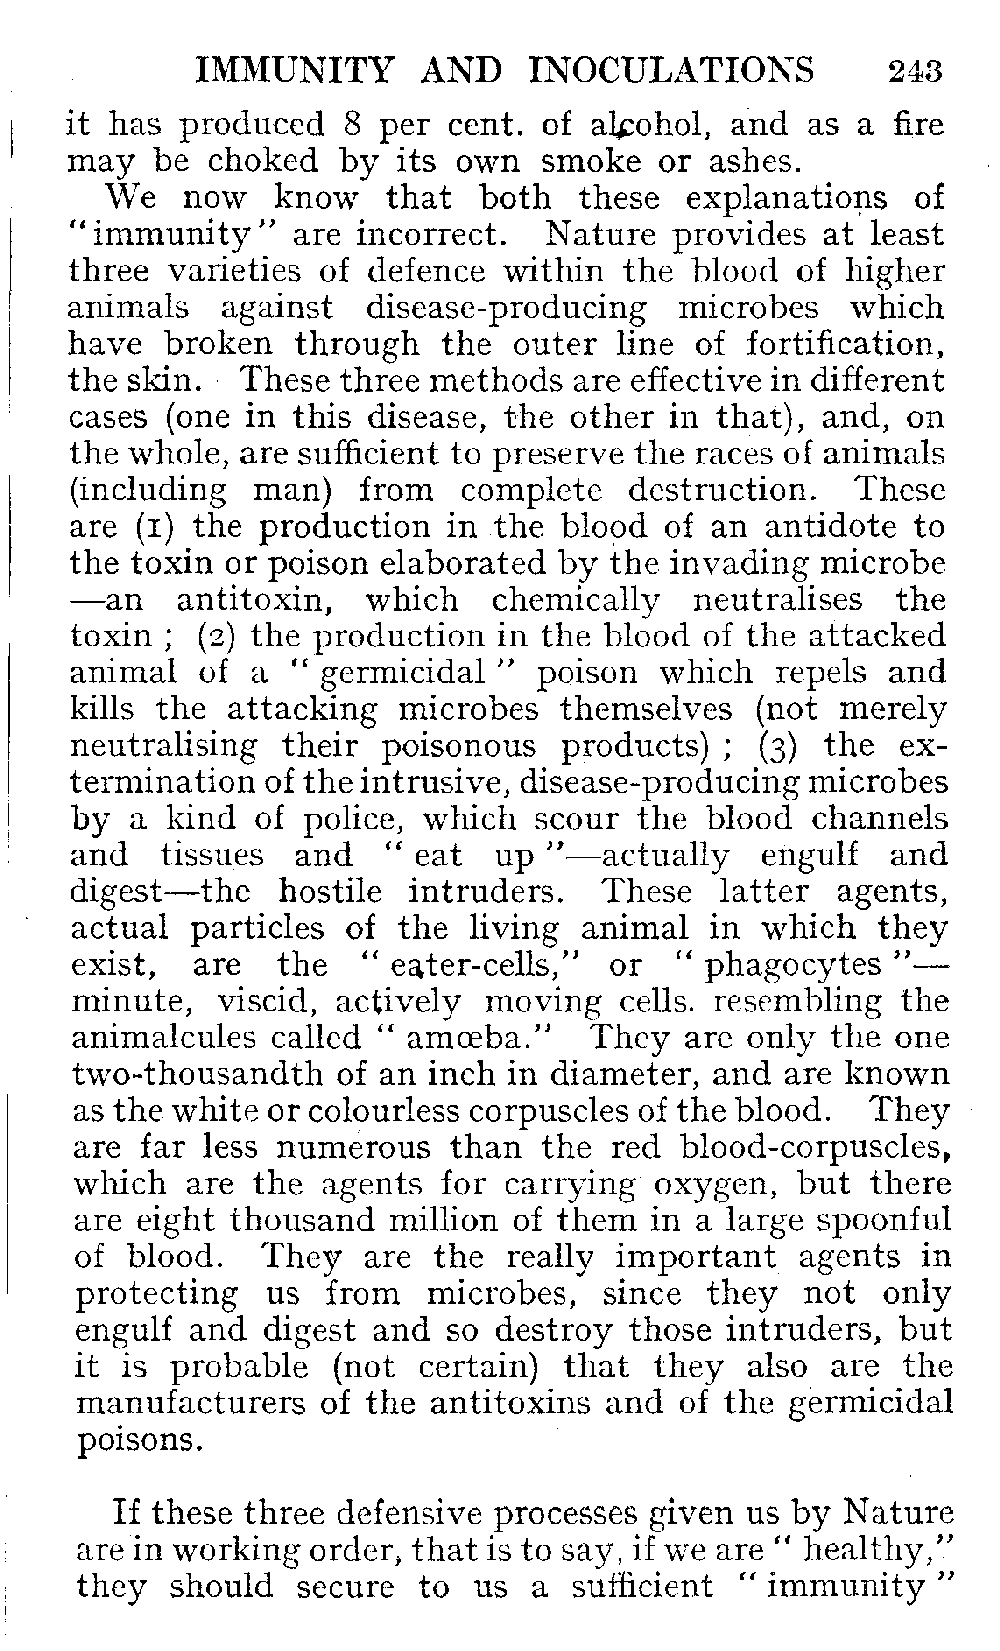 IMMUNITY AND INOCULATIONS 243
it has produced 8 per cent. of alcohol, and as a fire
may be choked by its own smoke or ashes.
We now know that both these explanations of
"immunity" are incorrect. Nature provides at least
three varieties of defence within the blood of higher
animals against disease-producing microbes which
have broken through the outer line of fortification,
the skin. These three methods are effective in different
cases (one in this disease, the other in that), and, on
the whole, are sufficient to preserve the races of animals
(including man) from complete destruction. These
are (1) the production in the blood of an antidote to
the toxin or poison elaborated by the invading microbe
—an antitoxin, which chemically neutralises the
toxin ; (2) the production in the blood of the attacked
animal of a " germicidal " poison which repels and
kills the attacking microbes themselves (not merely
neutralising their poisonous products) ; (3) the ex-
termination of the intrusive, disease-producing microbes
by a kind of police, which scour the blood channels
and tissues and " eat up "—actually engulf and
digest—the hostile intruders. These latter agents,
actual particles of the living animal in which they
exist, are the " eater-cells," or " phagocytes "—
minute, viscid, actively moving cells. resembling the
animalcules called " amœba." They are only the one
two-thousandth of an inch in diameter, and are known
as the white or colourless corpuscles of the blood. They
are far less numerous than the red blood-corpuscles,
which are the agents for carrying oxygen, but there
are eight thousand million of them in a large spoonful
of blood. They are the really important agents in
protecting us from microbes, since they not only
engulf and digest and so destroy those intruders, but
it is probable (not certain) that they also are the
manufacturers of the antitoxins and of the germicidal
poisons.
If these three defensive processes given us by Nature
are in working order, that is to say, if we are " healthy,"
they should secure to us a sufficient " immunity "